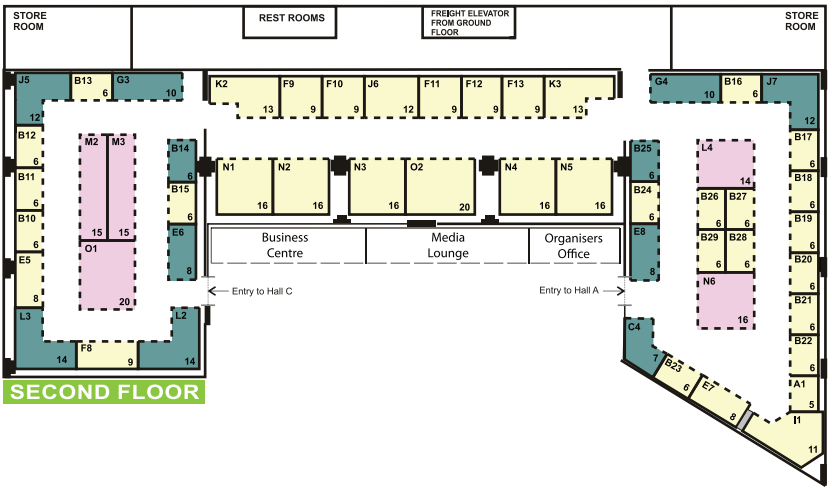 STORE
ROOM
REST ROOMS
FREIGHT ELEVATOR
FROM GROUND
FLOOR
STORE
ROOM
J5
12
B13
6
G3
10
K2
13
F9
9
F10
9
J6
12
F11
9
F12
9
F13
9
K3
13
G4
10
B16
6
J7
12
B12
6
B11
6
B10
6
E5
8
L3
14
F8
9
L2
14
M2
15
M3
15
O1
20
B14
6
B15
6
E6
8
N1
16
N2
16
N3
16
O2
20
N4
16
N5
16
Business
Centre
Media
Lounge
Organisers
Office
Entry to Hall C
Entry to Hall A
B25
6
B24
6
E8
8
L4
14
B26
6
B27
6
B29
6
B28
6
N6
16
B17
6
B18
6
B19
6
B20
6
B21
6
B22
6
A1
5
I1
11
C4
7
B23
6
E7
8
SECOND FLOOR